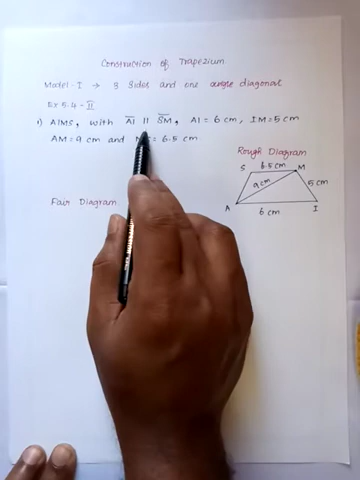 Construction of Trapezium
Model-I → 3 Sides and one diagonal
Ex 5.4 - II
1) AIMS, with AI || SM, AI = 6 cm, IM = 5 cm
AM = 9 cm and = 6.5 cm
Rough Diagram
S 6.5 cm M
9 cm 5 cm
A 6 cm I
Fair Diagram